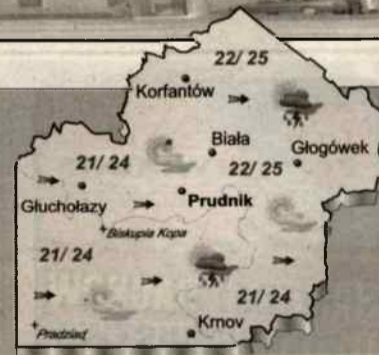 22/ 25
Korfantów
Biała
21/ 24
22/ 25
Głogówek
Głuchołazy
Prudnik
Biskupia Kopa
21/ 24
21/ 24
Krnov
Pradziad